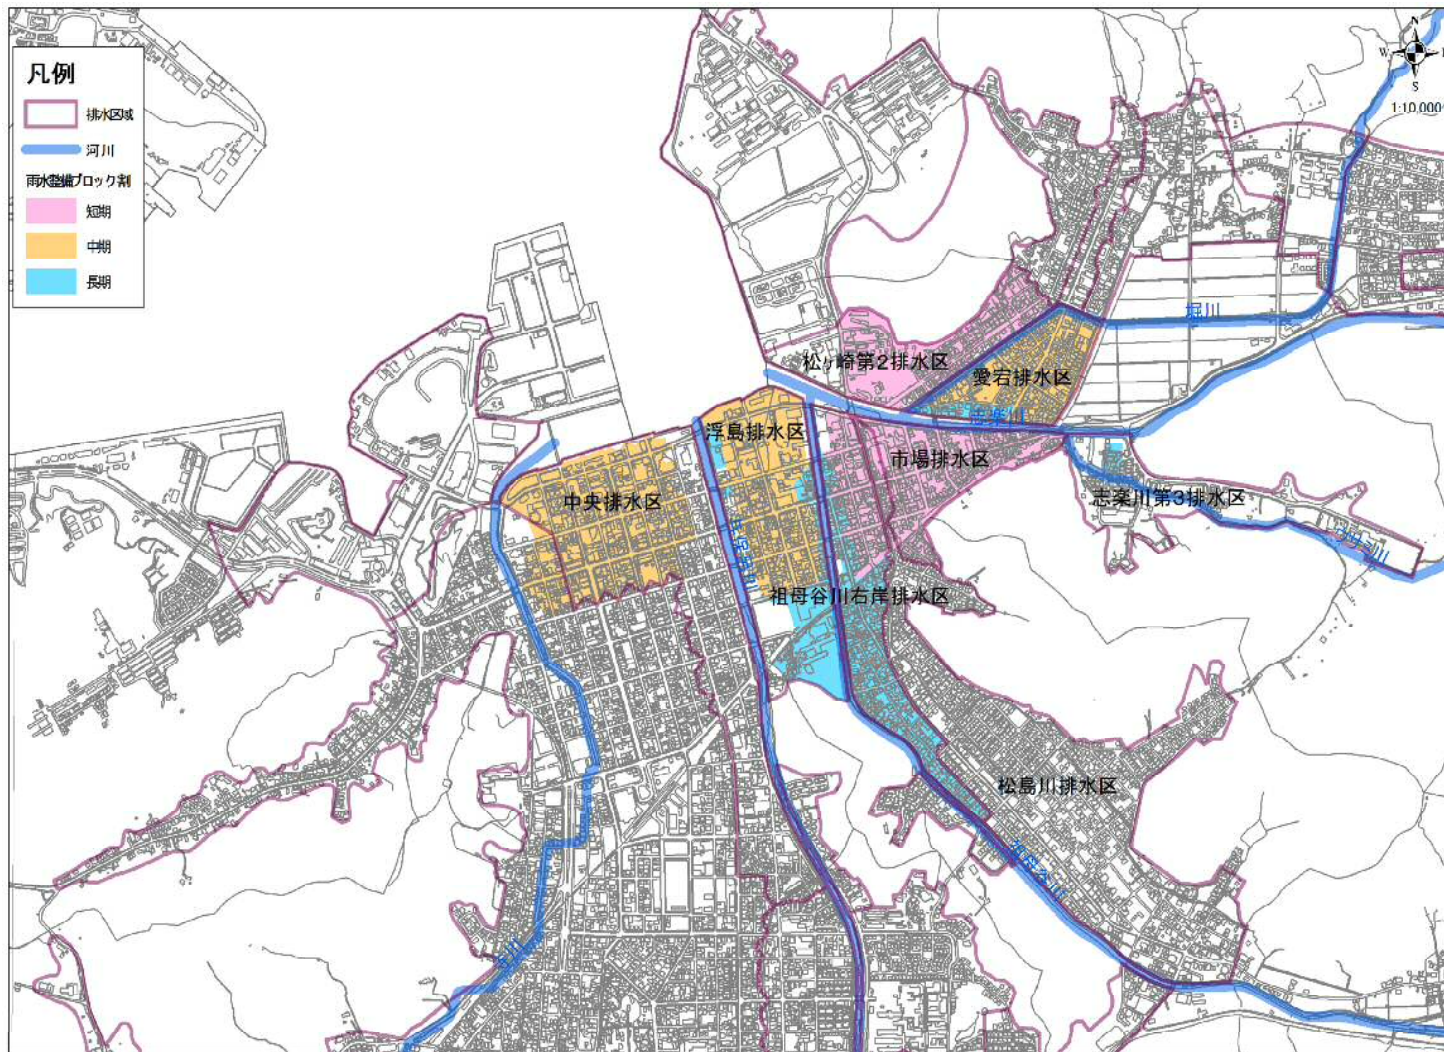 凡例
排水区域
河川
雨水整備ブロック割
短期
中期
長期
N
W
S
1:10,000
堀川
松ヶ崎第2排水区
愛宕排水区
志楽川
浮島排水区
市場排水区
中央排水区
志楽川第3排水区
祖母谷川右岸排水区
松島川排水区
祖母谷川